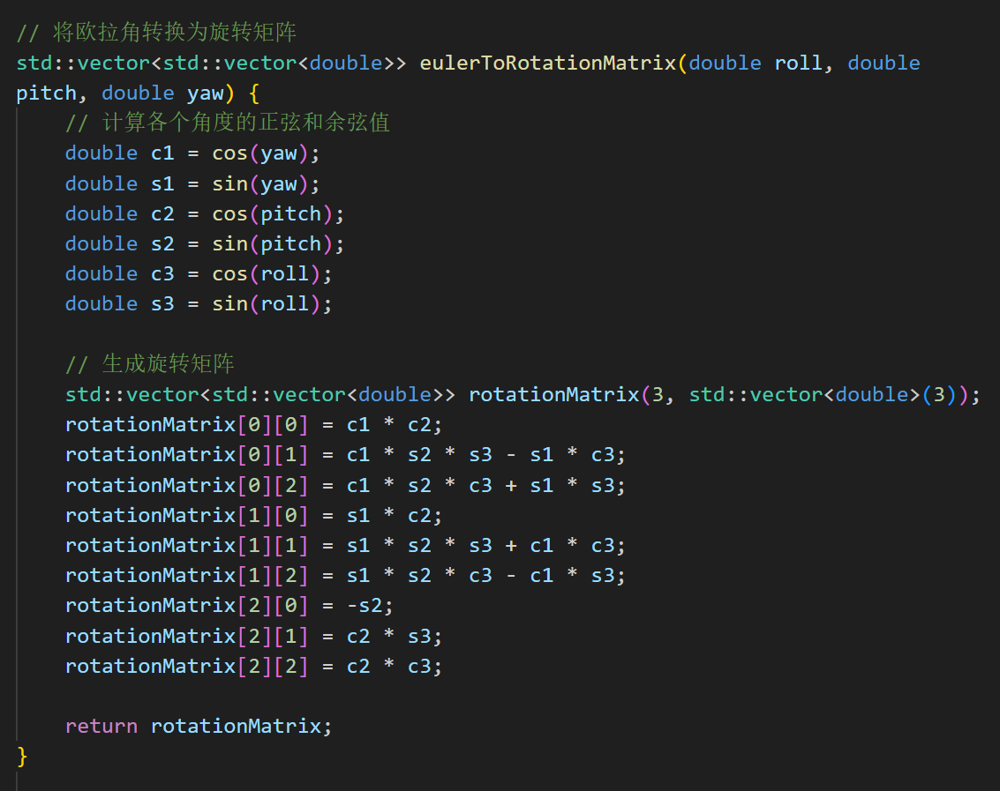 // 将欧拉角转换为旋转矩阵
std::vector<std::vector<double>> eulerToRotationMatrix(double roll, double
pitch, double yaw) {
    // 计算各个角度的正弦和余弦值
    double c1 = cos(yaw);
    double s1 = sin(yaw);
    double c2 = cos(pitch);
    double s2 = sin(pitch);
    double c3 = cos(roll);
    double s3 = sin(roll);

    // 生成旋转矩阵
    std::vector<std::vector<double>> rotationMatrix(3, std::vector<double>(3));
    rotationMatrix[0][0] = c1 * c2;
    rotationMatrix[0][1] = c1 * s2 * s3 - s1 * c3;
    rotationMatrix[0][2] = c1 * s2 * c3 + s1 * s3;
    rotationMatrix[1][0] = s1 * c2;
    rotationMatrix[1][1] = s1 * s2 * s3 + c1 * c3;
    rotationMatrix[1][2] = s1 * s2 * c3 - c1 * s3;
    rotationMatrix[2][0] = -s2;
    rotationMatrix[2][1] = c2 * s3;
    rotationMatrix[2][2] = c2 * c3;

    return rotationMatrix;
}